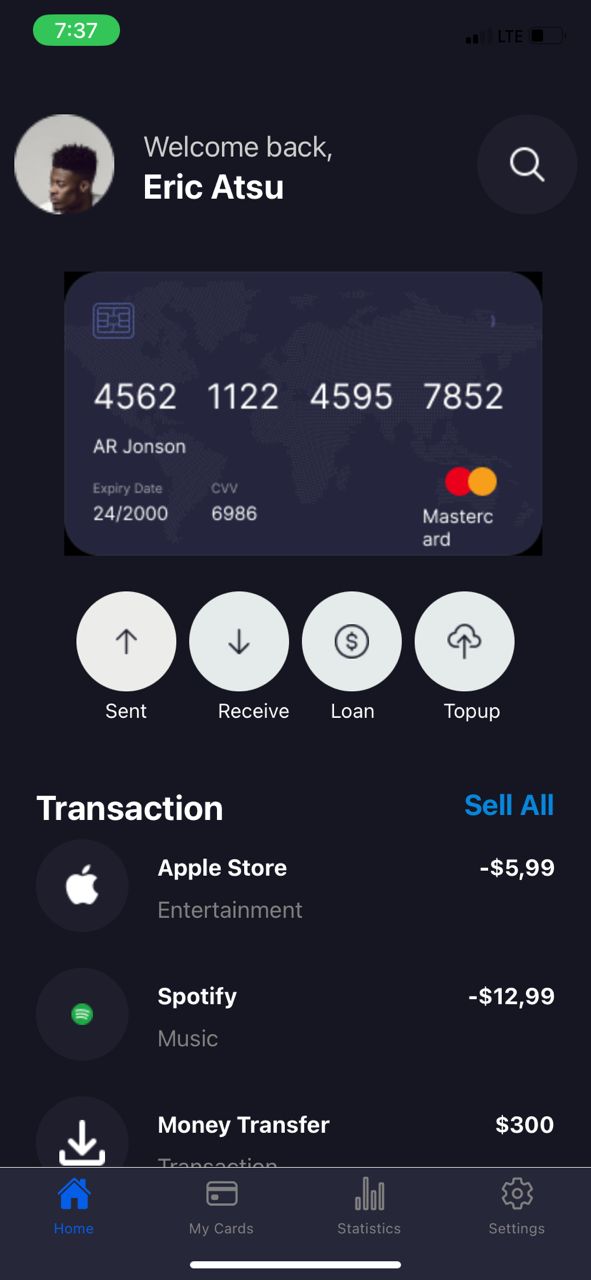 7:37
LTE
Welcome back,
Eric Atsu
4562 1122 4595 7852
AR Jonson
Expiry Date CVV
24/2000 6986
Masterc
ard
Sent Receive Loan Topup
Transaction Sell All
Apple Store -$5,99
Entertainment
Spotify -$12,99
Music
Money Transfer $300
Transaction
Home My Cards Statistics Settings